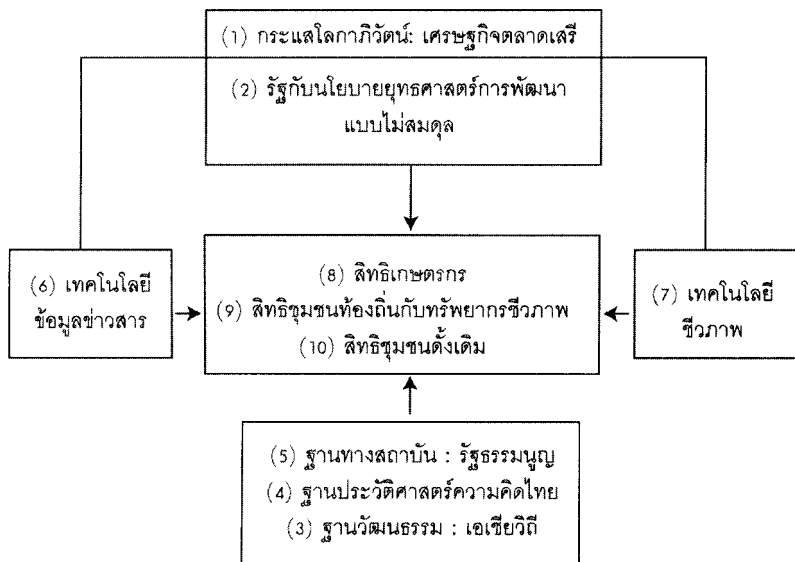 (1) กระแสโลกาภิวัตน์: เศรษฐกิจตลาดเสรี
(2) รัฐกับนโยบายยุทธศาสตร์การพัฒนา
แบบไม่สมดุล
(6) เทคโนโลยี
ข้อมูลข่าวสาร
(8) สิทธิเกษตรกร
(9) สิทธิชุมชนท้องถิ่นกับทรัพยากรชีวภาพ
(10) สิทธิชุมชนดั้งเดิม
(7) เทคโนโลยี
ชีวภาพ
(5) ฐานทางสถาบัน : รัฐธรรมนูญ
(4) ฐานประวัติศาสตร์ความคิดไทย
(3) ฐานวัฒนธรรม : เอเชียวิถี